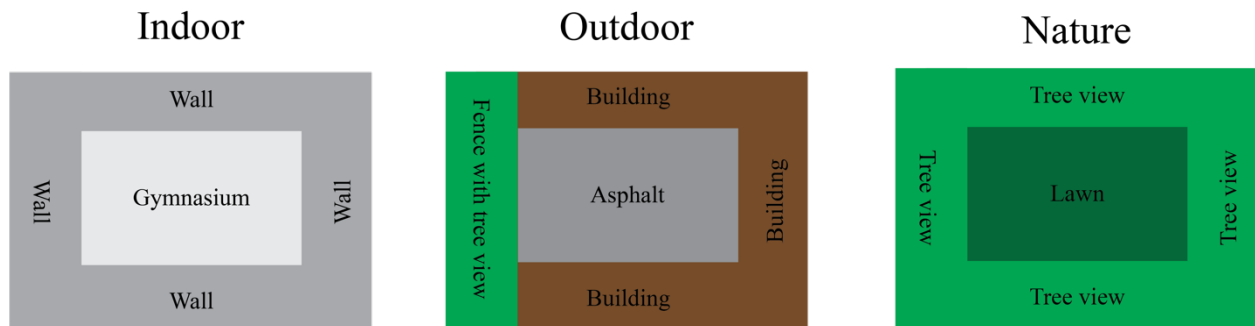 Indoor
Outdoor
Nature
Wall
Wall
Gymnasium
Wall
Wall
Building
Fence with tree view
Asphalt
Building
Building
Tree view
Tree view
Lawn
Tree view
Tree view